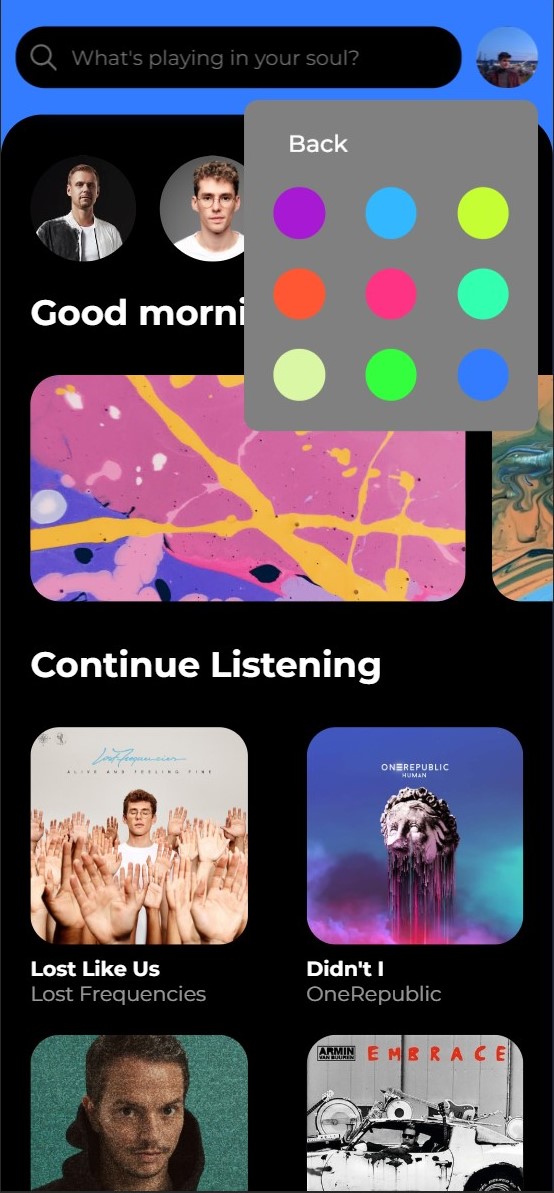 What's playing in your soul?
Back
Good morni
Continue Listening
Lost Frequencies
ALIVE AND FEELING FINE
ONEREPUBLIC
HUMAN
Lost Like Us
Lost Frequencies
Didn't I
OneRepublic
ARMIN
VAN BUUREN
EMBRACE